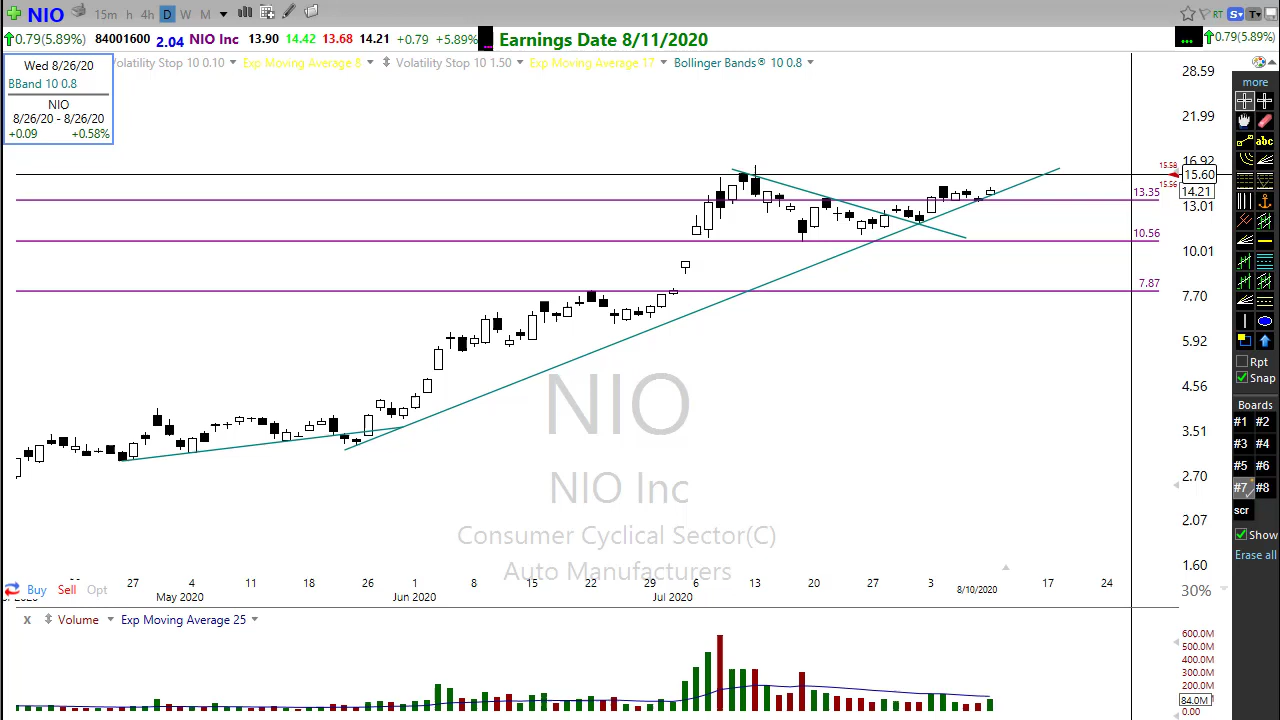 NIO 15m h 4h D W M
0.79(5.89%) 84001600 2.04 NIO Inc 13.90 14.42 13.68 14.21 +0.79 +5.89% ... Earnings Date 8/11/2020 ... 0.79(5.89%)
RT S T
Wed 8/26/20
BBand 10 0.8
NIO
8/26/20 - 8/26/20
+0.09 +0.58%
Volatility Stop 10 0.10 Exp Moving Average 8 Volatility Stop 10 1.50 Exp Moving Average 17 Bollinger Bands® 10 0.8
28.59
21.99
16.92
15.58
15.60
15.56
14.21
13.35
13.01
10.56
10.01
7.87
7.70
5.92
4.56
3.51
2.70
2.07
1.60
30%
NIO
NIO Inc
Consumer Cyclical Sector(C)
Auto Manufacturers
Buy Sell Opt
27 4 11 18 26 1 8 15 22 29 6 13 20 27 3 8/10/2020 17 24
May 2020 Jun 2020 Jul 2020
X Volume Exp Moving Average 25
600.0M
500.0M
400.0M
300.0M
200.0M
84.0M
0.00
more
abc
Rpt
Snap
Boards
#1 #2
#3 #4
#5 #6
#7 #8
scr
Show
Erase all